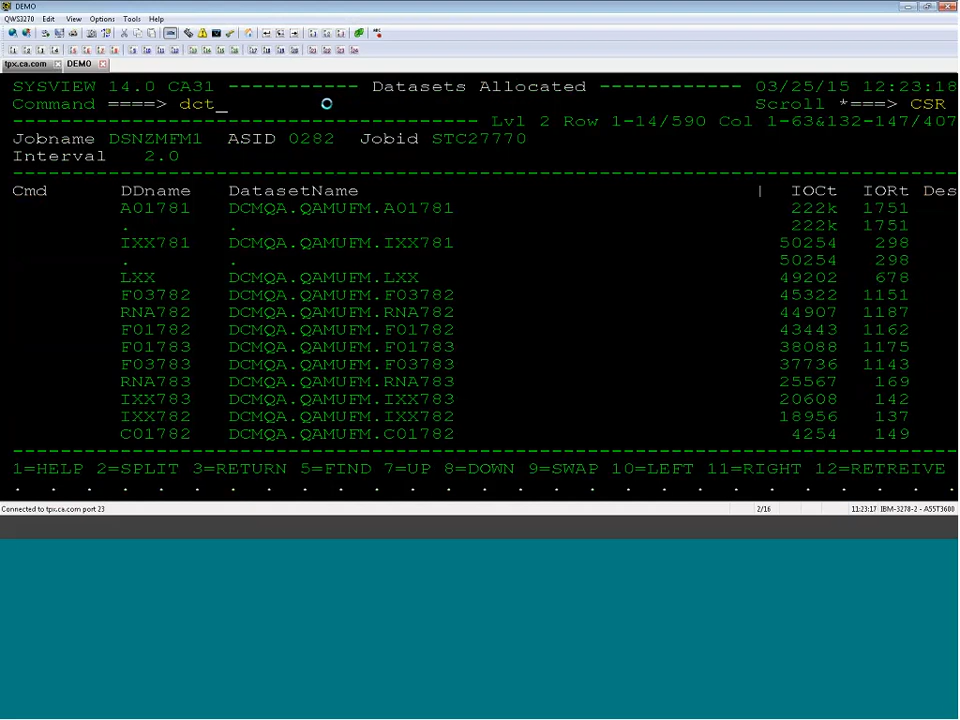 DEMO
QWS3270 Edit View Options Tools Help
tpx.ca.com DEMO
SYSVIEW 14.0 CA31 ----------- Datasets Allocated ------------ 03/25/15 12:23:18
Command ====> dct_ Scroll *===> CSR
--------------------------------------- Lvl 2 Row 1-14/590 Col 1-63&132-147/407
Jobname DSNZMFM1 ASID 0282 Jobid STC27770
Interval 2.0
-------------------------------------------------------------------------------
Cmd DDname DatasetName | IOCt IORt Des
A01781 DCMQA.QAMUFM.A01781 222k 1751
. . 222k 1751
IXX781 DCMQA.QAMUFM.IXX781 50254 298
. . 50254 298
LXX DCMQA.QAMUFM.LXX 49202 678
F03782 DCMQA.QAMUFM.F03782 45322 1151
RNA782 DCMQA.QAMUFM.RNA782 44907 1187
F01782 DCMQA.QAMUFM.F01782 43443 1162
F01783 DCMQA.QAMUFM.F01783 38088 1175
F03783 DCMQA.QAMUFM.F03783 37736 1143
RNA783 DCMQA.QAMUFM.RNA783 25567 169
IXX783 DCMQA.QAMUFM.IXX783 20608 142
IXX782 DCMQA.QAMUFM.IXX782 18956 137
C01782 DCMQA.QAMUFM.C01782 4254 149
-------------------------------------------------------------------------------
1=HELP 2=SPLIT 3=RETURN 5=FIND 7=UP 8=DOWN 9=SWAP 10=LEFT 11=RIGHT 12=RETREIVE
. . . . . . . . . . . . . . . . . . . . . . . . . . .
Connected to tpx.ca.com port 23 2/16 11:23:17 IBM-3278-2 - A55T3600